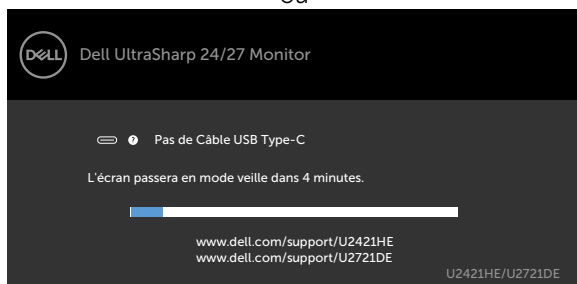 ou
DELL Dell UltraSharp 24/27 Monitor
? Pas de Câble USB Type-C
L'écran passera en mode veille dans 4 minutes.
www.dell.com/support/U2421HE
www.dell.com/support/U2721DE
U2421HE/U2721DE